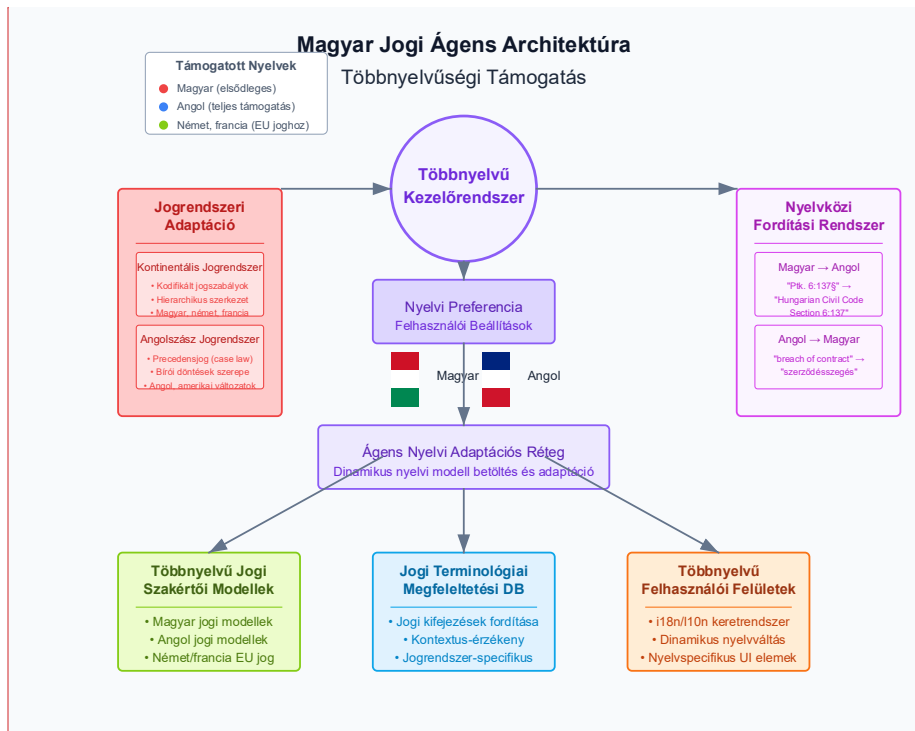 Magyar Jogi Ágens Architektúra
Többnyelvűségi Támogatás
Támogatott Nyelvek
Magyar (elsődleges)
Angol (teljes támogatás)
Német, francia (EU joghoz)
Többnyelvű
Kezelőrendszer
Jogrendszeri
Adaptáció
Kontinentális Jogrendszer
• Kodifikált jogszabályok
• Hierarchikus szerkezet
• Magyar, német, francia
Angolszász Jogrendszer
• Precedensjog (case law)
• Bírói döntések szerepe
• Angol, amerikai változatok
Nyelvközi
Fordítási Rendszer
Magyar → Angol
"Ptk. 6:137§" →
"Hungarian Civil Code
Section 6:137"
Angol → Magyar
"breach of contract" →
"szerződésszegés"
Nyelvi Preferencia
Felhasználói Beállítások
Magyar
Angol
Ágens Nyelvi Adaptációs Réteg
Dinamikus nyelvi modell betöltés és adaptáció
Többnyelvű Jogi
Szakértői Modellek
• Magyar jogi modellek
• Angol jogi modellek
• Német/francia EU jog
Jogi Terminológiai
Megfeleltetési DB
• Jogi kifejezések fordítása
• Kontextus-érzékeny
• Jogrendszer-specifikus
Többnyelvű
Felhasználói Felületek
• i18n/l10n keretrendszer
• Dinamikus nyelvváltás
• Nyelvspecifikus UI elemek